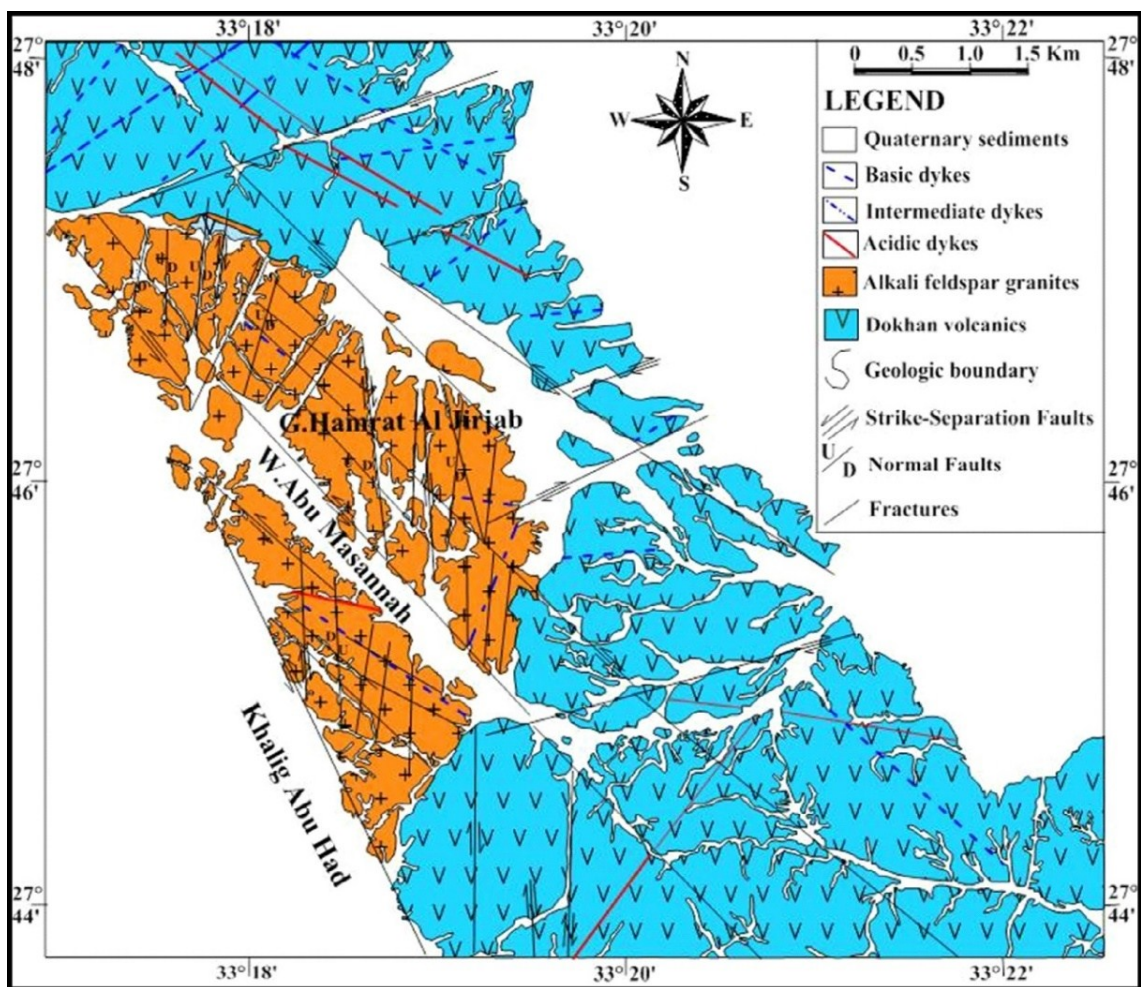 33°18' 33°20' 33°22'
27°
48'
27°
48'
0 0.5 1.0 1.5 Km
N
W E
S
LEGEND
Quaternary sediments
Basic dykes
Intermediate dykes
Acidic dykes
Alkali feldspar granites
Dokhan volcanics
Geologic boundary
Strike-Separation Faults
U
D
Normal Faults
Fractures
G.Hamrat Al Jirjab
W.Abu Masannah
Khalig Abu Had
27°
46'
27°
46'
27°
44'
27°
44'
33°18' 33°20' 33°22'